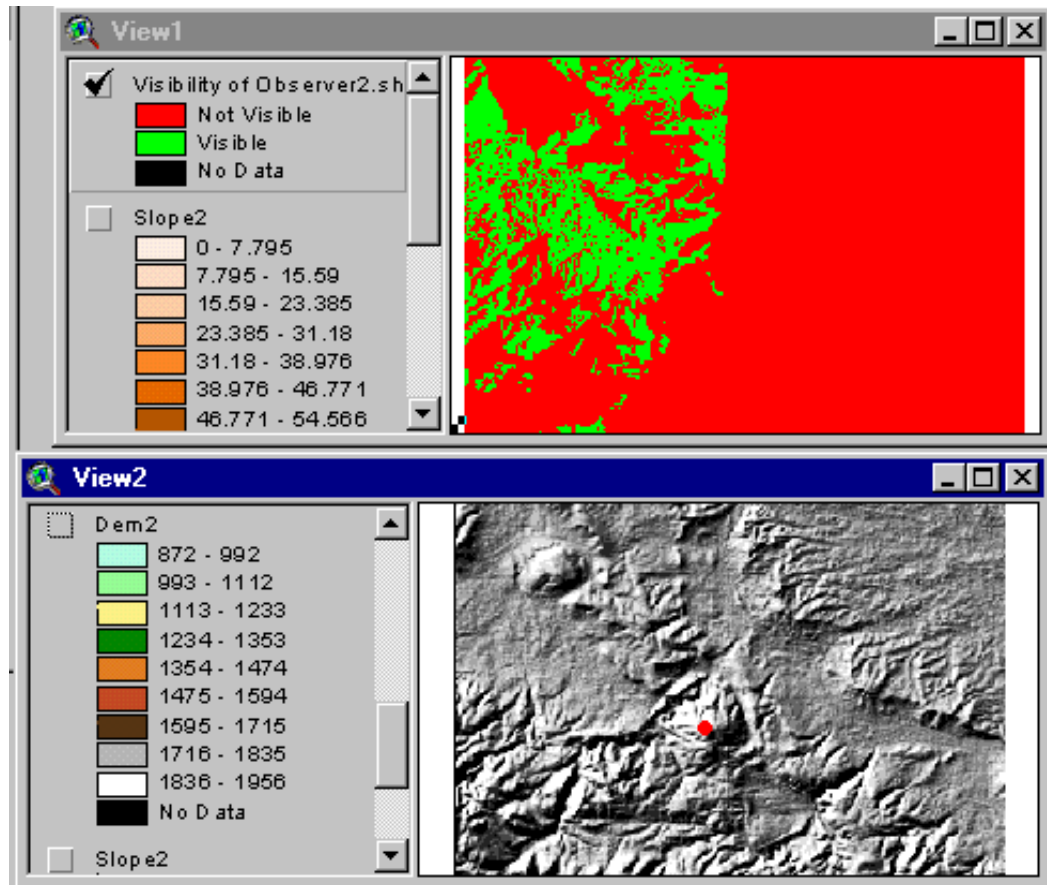 View1
Visibility of Observer2.sh
Not Visible
Visible
No Data
Slope2
0 - 7.795
7.795 - 15.59
15.59 - 23.385
23.385 - 31.18
31.18 - 38.976
38.976 - 46.771
46.771 - 54.566
View2
Dem2
872 - 992
993 - 1112
1113 - 1233
1234 - 1353
1354 - 1474
1475 - 1594
1595 - 1715
1716 - 1835
1836 - 1956
No Data
Slope2